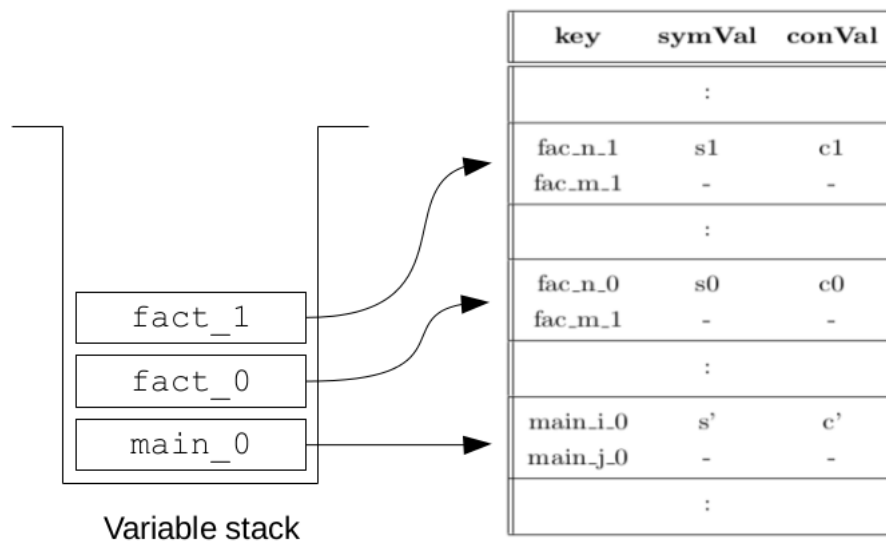 fact_1
fact_0
main_0
Variable stack
key symVal conVal
:
fac_n_1 s1 c1
fac_m_1 - -
:
fac_n_0 s0 c0
fac_m_1 - -
:
main_i_0 s’ c’
main_j_0 - -
: